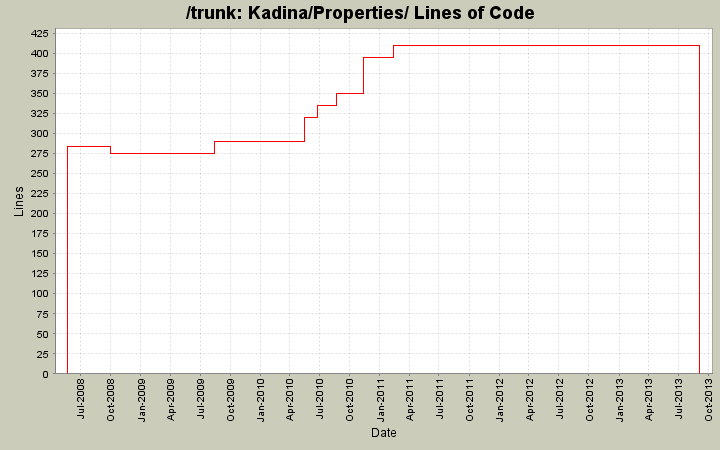 /trunk: Kadina/Properties/ Lines of Code
425
400
375
350
325
300
275
250
225
200
175
150
125
100
75
50
25
0
Lines
Jul-2008
Oct-2008
Jan-2009
Apr-2009
Jul-2009
Oct-2009
Jan-2010
Apr-2010
Jul-2010
Oct-2010
Jan-2011
Apr-2011
Jul-2011
Oct-2011
Jan-2012
Apr-2012
Jul-2012
Oct-2012
Jan-2013
Apr-2013
Jul-2013
Oct-2013
Date